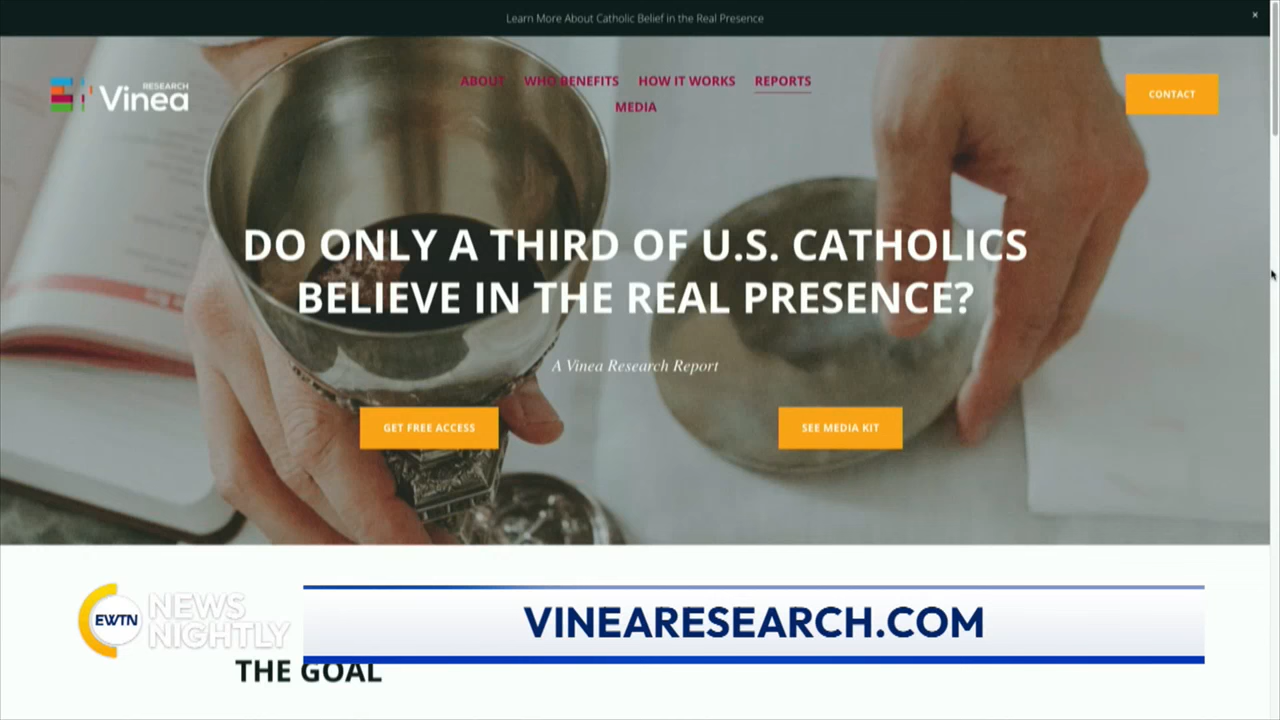 Learn More About Catholic Belief in the Real Presence
×
RESEARCH
Vinea
ABOUT WHO BENEFITS HOW IT WORKS REPORTS
MEDIA
CONTACT
DO ONLY A THIRD OF U.S. CATHOLICS
BELIEVE IN THE REAL PRESENCE?
A Vinea Research Report
GET FREE ACCESS
SEE MEDIA KIT
EWTN
NEWS
NIGHTLY
VINEARESEARCH.COM
THE GOAL